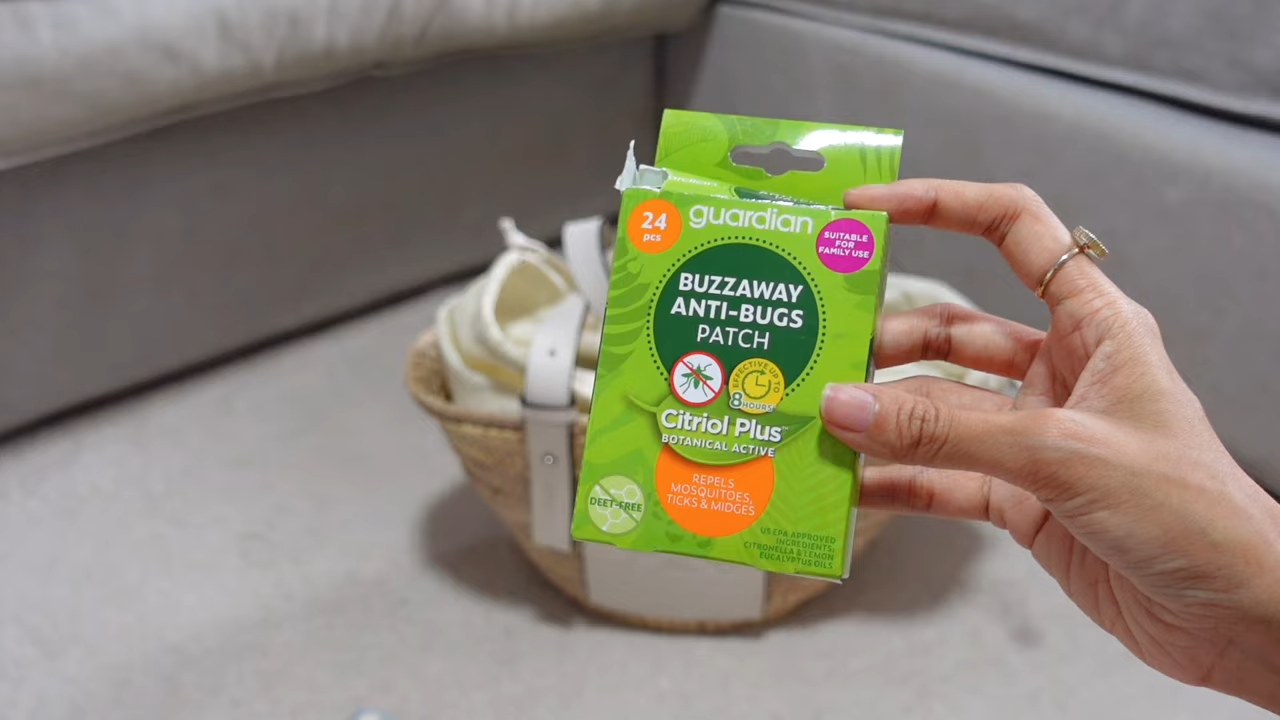 24
pcs
guardian
SUITABLE
FOR
FAMILY USE
BUZZAWAY
ANTI-BUGS
PATCH
EFFECTIVE UP TO
8 HOURS
Citriol Plus™
BOTANICAL ACTIVE
REPELS
MOSQUITOES,
TICKS & MIDGES
DEET-FREE
US EPA APPROVED
INGREDIENTS,
CITRONELLA & LEMON
EUCALYPTUS OILS